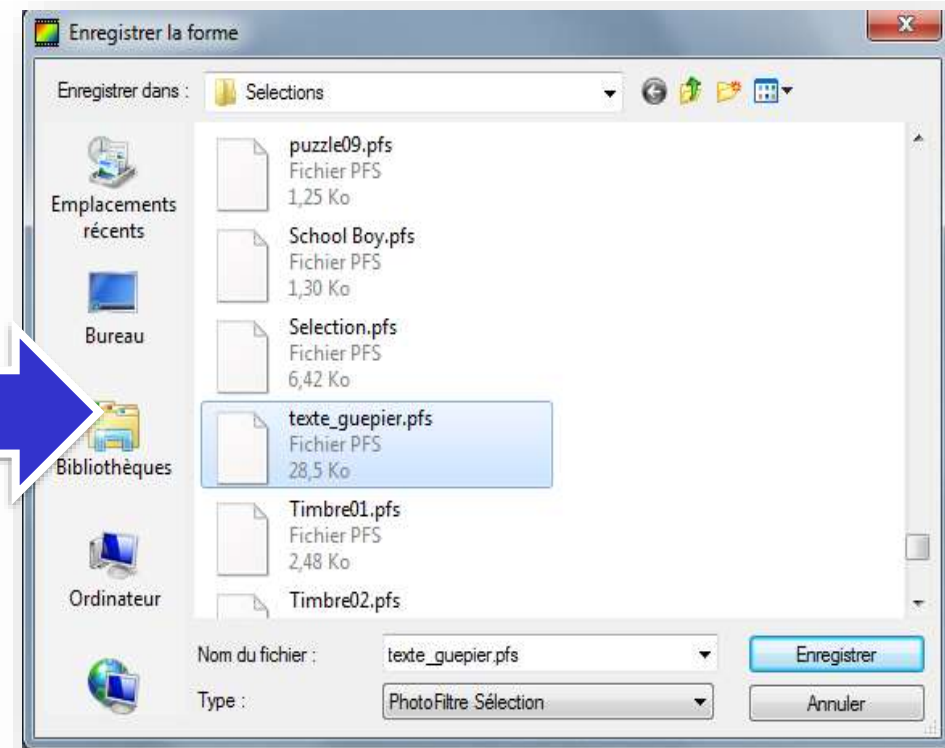 Enregistrer la forme
Enregistrer dans :
Selections
Emplacements
récents
Bureau
Bibliothèques
Ordinateur
puzzle09.pfs
Fichier PFS
1,25 Ko
School Boy.pfs
Fichier PFS
1,30 Ko
Selection.pfs
Fichier PFS
6,42 Ko
texte_guepier.pfs
Fichier PFS
28,5 Ko
Timbre01.pfs
Fichier PFS
2,48 Ko
Timbre02.pfs
Nom du fichier :
texte_guepier.pfs
Enregistrer
Type :
PhotoFiltre Sélection
Annuler